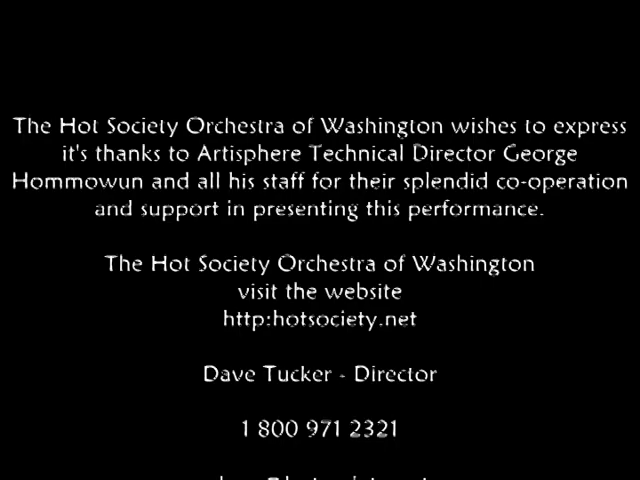 The Hot Society Orchestra of Washington wishes to express
it's thanks to Artisphere Technical Director George
Hommowun and all his staff for their splendid co-operation
and support in presenting this performance.
The Hot Society Orchestra of Washington
visit the website
http:hotsociety.net
Dave Tucker - Director
1 800 971 2321